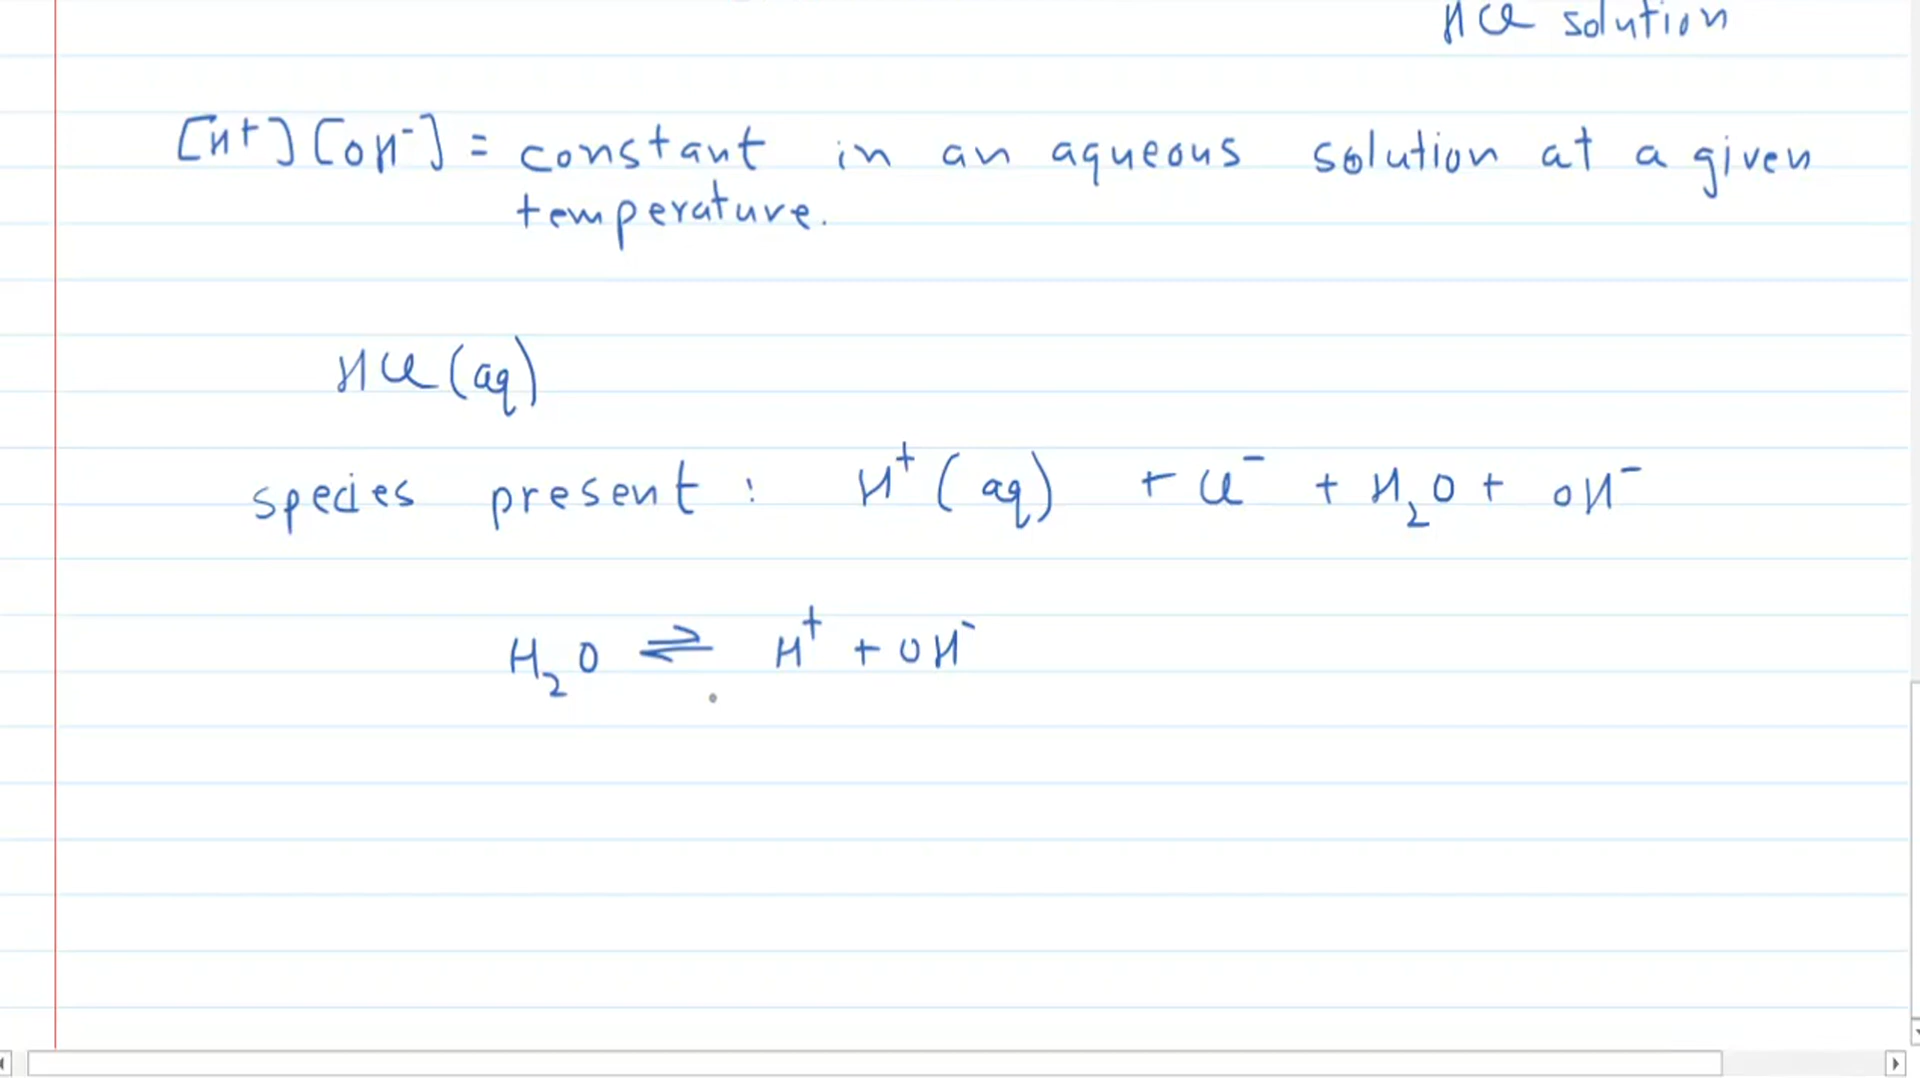 HCl solution
[H⁺][OH⁻] = constant in an aqueous solution at a given
temperature.
HCl(aq)
species present : H⁺(aq) + Cl⁻ + H₂O + OH⁻
H₂O ⇌ H⁺ + OH⁻